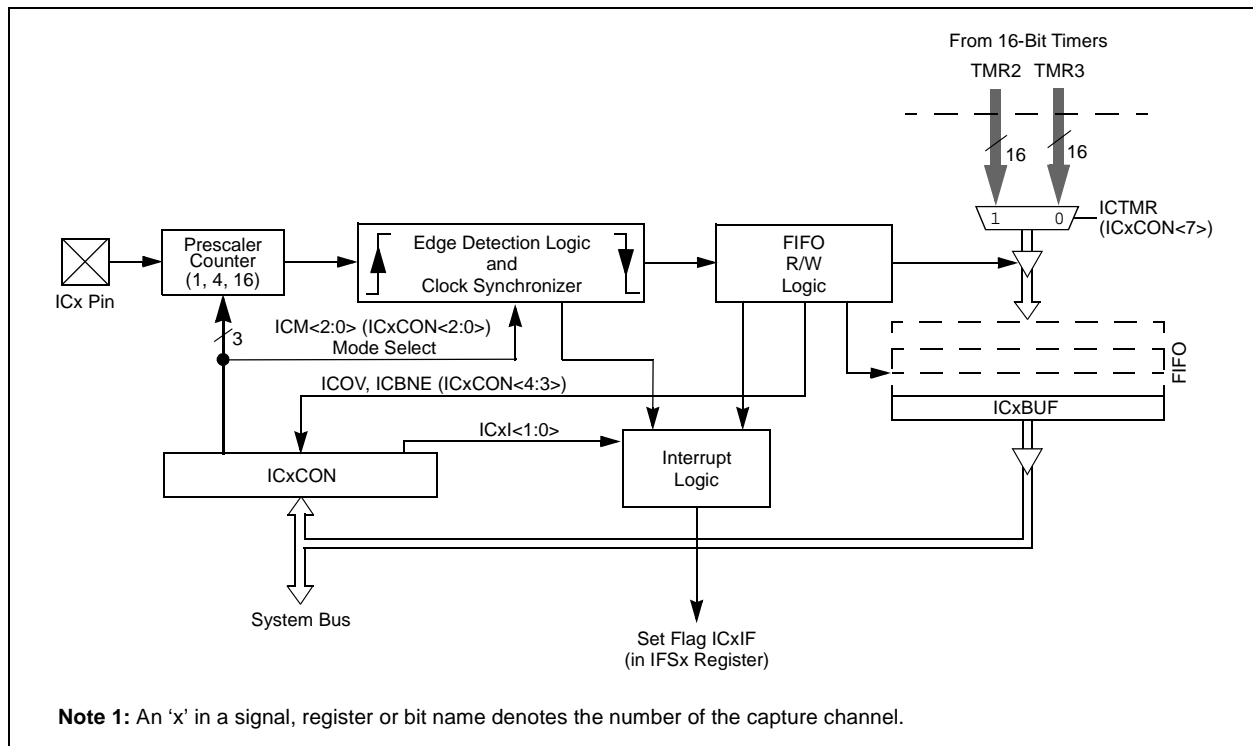 From 16-Bit Timers
TMR2 TMR3
16 16
1 0
ICTMR
(ICxCON<7>)
Prescaler
Counter
(1, 4, 16)
Edge Detection Logic
and
Clock Synchronizer
FIFO
R/W
Logic
ICx Pin
3
ICM<2:0> (ICxCON<2:0>)
Mode Select
FIFO
ICOV, ICBNE (ICxCON<4:3>)
ICxBUF
ICxI<1:0>
ICxCON
Interrupt
Logic
System Bus
Set Flag ICxIF
(in IFSx Register)
Note 1: An ‘x’ in a signal, register or bit name denotes the number of the capture channel.